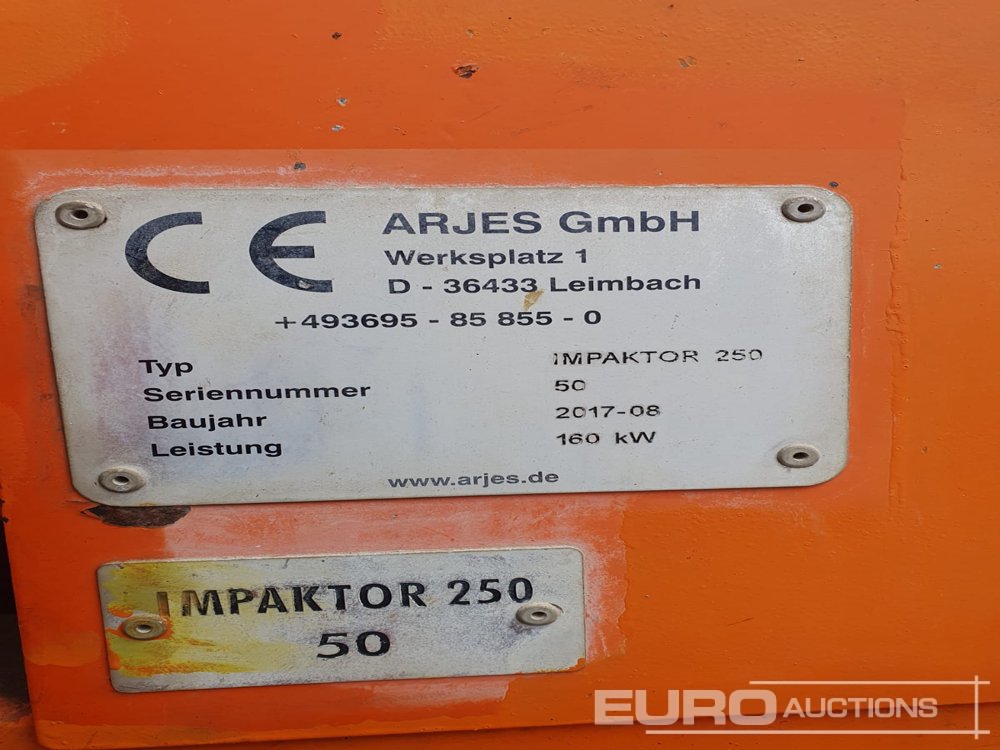 CE ARJES GmbH
Werksplatz 1
D - 36433 Leimbach
+493695 - 85 855 - 0
Typ IMPAKTOR 250
Seriennummer 50
Baujahr 2017-08
Leistung 160 kW
www.arjes.de
IMPAKTOR 250
50
EURO AUCTIONS